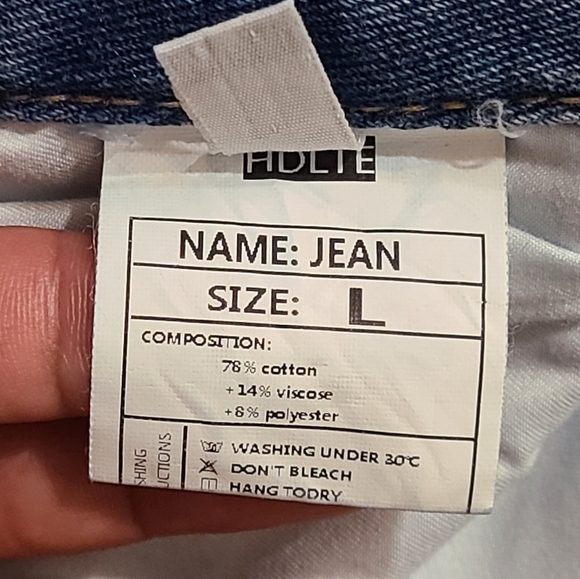 HDLTE
NAME: JEAN
SIZE: L
COMPOSITION:
78% cotton
+14% viscose
+8% polyester
WASHING UNDER 30°C
DON'T BLEACH
HANG TODRY